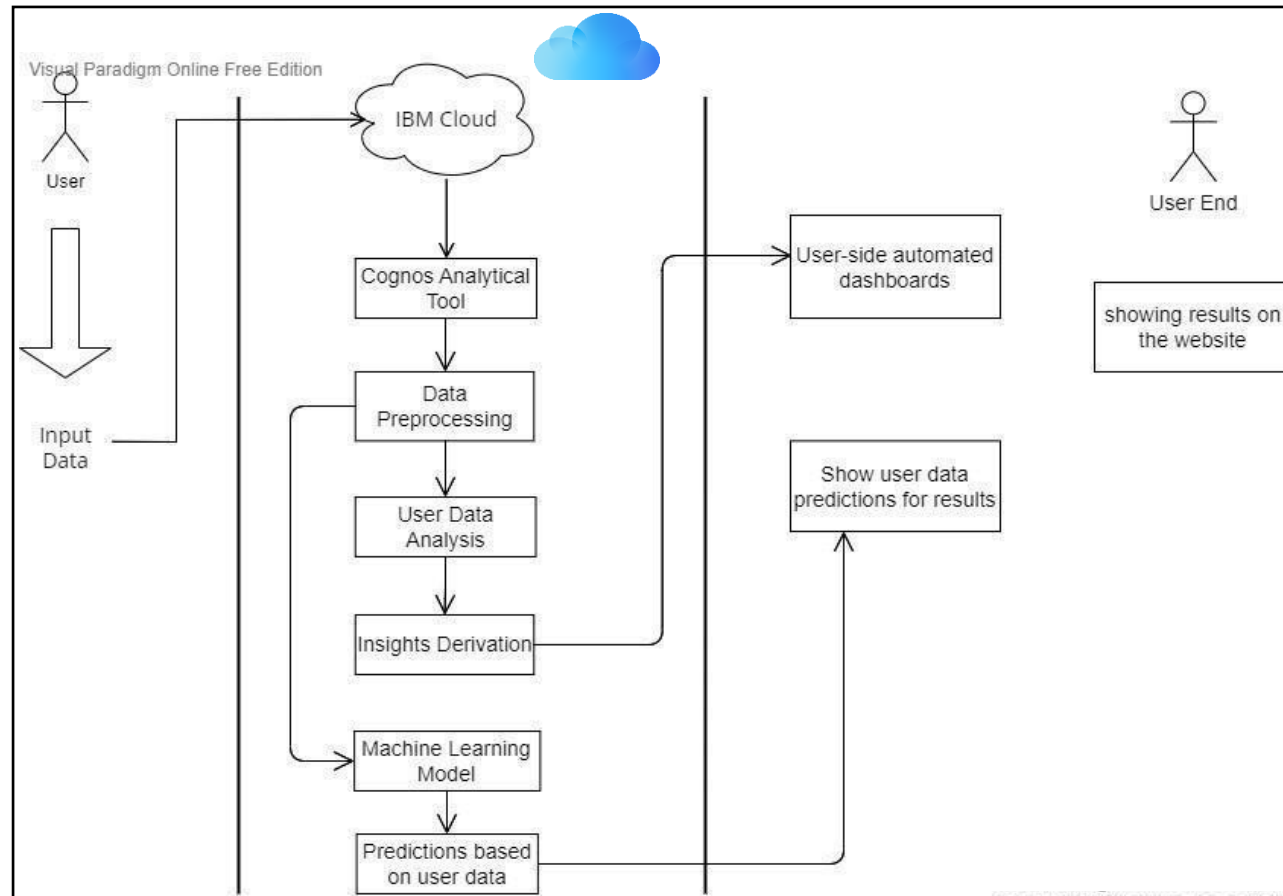 Visual Paradigm Online Free Edition
User
Input
Data
IBM Cloud
Cognos Analytical
Tool
Data
Preprocessing
User Data
Analysis
Insights Derivation
Machine Learning
Model
Predictions based
on user data
User-side automated
dashboards
Show user data
predictions for results
User End
showing results on
the website